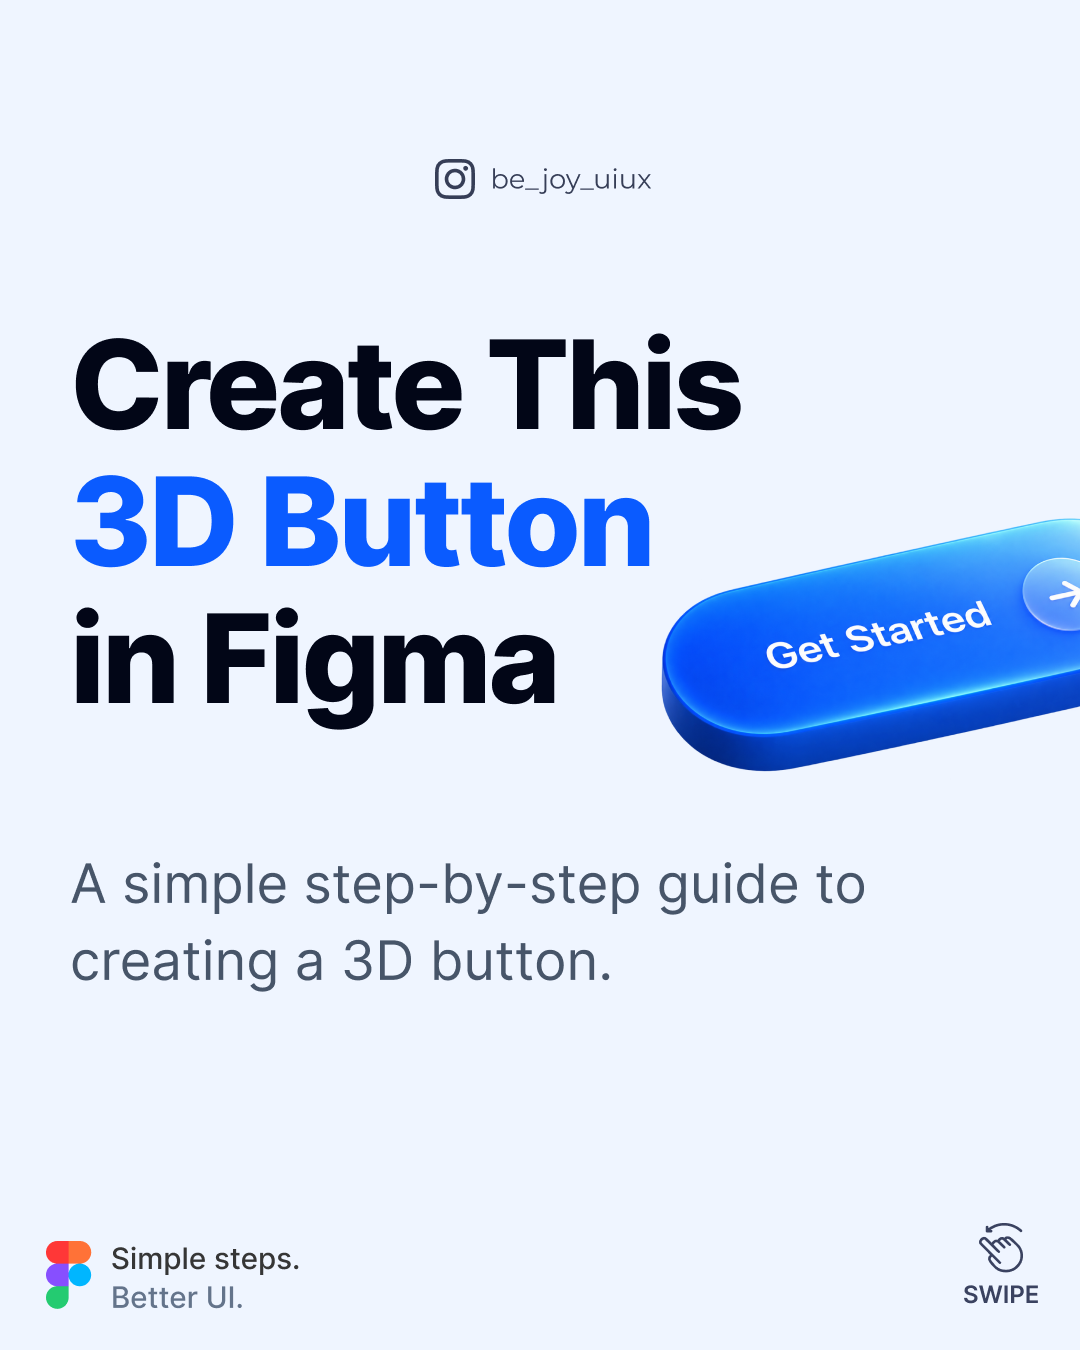 be_joy_uiux
Create This
3D Button
in Figma
Get Started
A simple step-by-step guide to
creating a 3D button.
Simple steps.
Better UI.
SWIPE